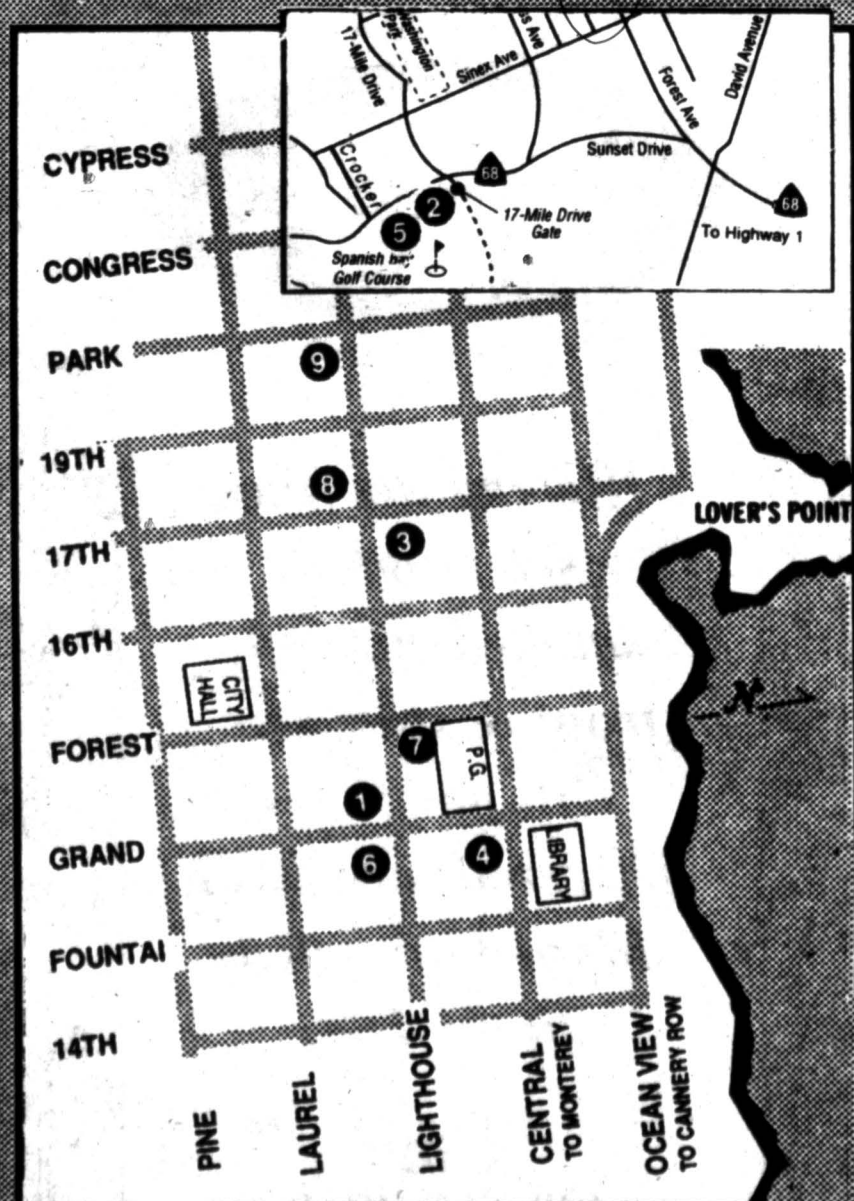 17-Mile Drive
Washington
Park
Sinex Ave
Ave
Forest Ave
David Avenue
Crocker
68
Sunset Drive
2
5
17-Mile Drive
Gate
68
To Highway 1
Spanish Bay
Golf Course
CYPRESS
CONGRESS
PARK
9
19TH
8
LOVER'S POINT
17TH
3
16TH
CITY
HALL
N
FOREST
7
P.G.
1
GRAND
6
4
LIBRARY
FOUNTAI
14TH
PINE
LAUREL
LIGHTHOUSE
CENTRAL
TO MONTEREY
OCEAN VIEW
TO CANNERY ROW